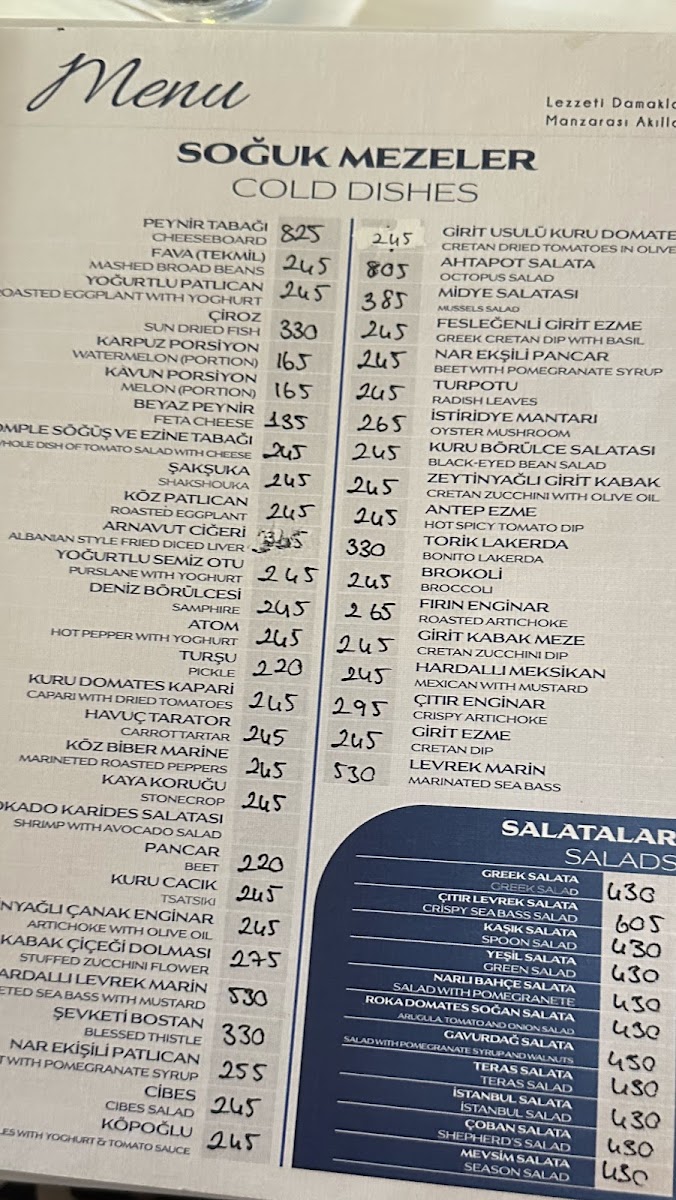 Menu
Lezzeti
Manzarası
SOĞUK MEZELER
COLD DISHES
PEYNİR TABAĞI 825
CHEESEBOARD
FAVA (TEKMİL) 245
MASHED BROAD BEANS
YOĞURTLU PATLICAN 245
ROASTED EGGPLANT WITH YOGHURT
ÇİROZ 330
SUN DRIED FISH
KARPUZ PORSİYON 165
WATERMELON (PORTION)
KAVUN PORSİYON 165
MELON (PORTION)
BEYAZ PEYNİR 185
FETA CHEESE
SÖĞÜŞ VE EZİNE TABAĞI 245
DISH OF TOMATO SALAD WITH CHEESE
ŞAKŞUKA 245
SHAKSHOUKA
KÖZ PATLICAN 245
ROASTED EGGPLANT
ARNAVUT CİĞERİ
ALBANIAN STYLE FRIED DICED LIVER
YOĞURTLU SEMİZ OTU 245
PURSLANE WITH YOGHURT
DENİZ BÖRÜLCESİ 245
SAMPHIRE
ATOM 245
HOT PEPPER WITH YOGHURT
TURŞU 220
PICKLE
KURU DOMATES KAPARİ 245
CAPARI WITH DRIED TOMATOES
HAVUÇ TARATOR 245
CARROT TARTAR
KÖZ BİBER MARİNE 245
MARINETED ROASTED PEPPERS
KAYA KORUĞU 245
STONECROP
KARİDES SALATASI
SHRIMP WITH AVOCADO SALAD
PANCAR 220
BEET
KURU CACIK 245
TSATSIKI
ÇANAK ENGİNAR 245
ARTICHOKE WITH OLIVE OIL
KABAK ÇİÇEĞİ DOLMASI 275
STUFFED ZUCCHINI FLOWER
LEVREK MARİN 530
SEA BASS WITH MUSTARD
ŞEVKETİ BOSTAN 330
BLESSED THISTLE
NAR EKİŞİLİ PATLICAN 255
WITH POMEGRANATE SYRUP
CİBES 245
CIBES SALAD
KÖPOĞLU 245
WITH YOGHURT & TOMATO SAUCE
245 GİRİT USULÜ KURU
CRETAN DRIED TOMATOES IN OLIVE
805 AHTAPOT SALATA
OCTOPUS SALAD
385 MİDYE SALATASI
MUSSELS SALAD
245 FESLEĞENLİ GİRİT EZME
GREEK CRETAN DIP WITH BASIL
245 NAR EKŞİLİ PANCAR
BEET WITH POMEGRANATE SYRUP
245 TURPOTU
RADISH LEAVES
265 İSTİRİDYE MANTARI
OYSTER MUSHROOM
245 KURU BÖRÜLCE SALATASI
BLACK-EYED BEAN SALAD
245 ZEYTİNYAĞLI GİRİT KABAK
CRETAN ZUCCHINI WITH OLIVE OIL
245 ANTEP EZME
HOT SPICY TOMATO DIP
330 TORİK LAKERDA
BONITO LAKERDA
245 BROKOLİ
BROCCOLI
265 FIRIN ENGİNAR
ROASTED ARTICHOKE
245 GİRİT KABAK MEZE
CRETAN ZUCCHINI DIP
245 HARDALLI MEKSİKAN
MEXICAN WITH MUSTARD
295 ÇITIR ENGİNAR
CRISPY ARTICHOKE
245 GİRİT EZME
CRETAN DIP
530 LEVREK MARİN
MARINATED SEA BASS
SALATALAR
SALADS
GREEK SALATA 430
GREEK SALAD
ÇITIR LEVREK SALATA 605
CRISPY SEA BASS SALAD
KAŞIK SALATA 430
SPOON SALAD
YEŞİL SALATA 430
GREEN SALAD
NARLI BAHÇE SALATA 430
SALAD WITH POMEGRANETE
ROKA DOMATES SOĞAN SALATA 430
ARUGULA TOMATO AND ONION SALAD
GAVURDAĞ SALATA 430
SALAD WITH POMEGRANATE SYRUP AND WALNUTS
TERAS SALATA 430
TERAS SALAD
İSTANBUL SALATA 430
İSTANBUL SALAD
ÇOBAN SALATA 430
SHEPHERD'S SALAD
MEVSİM SALATA 430
SEASON SALAD